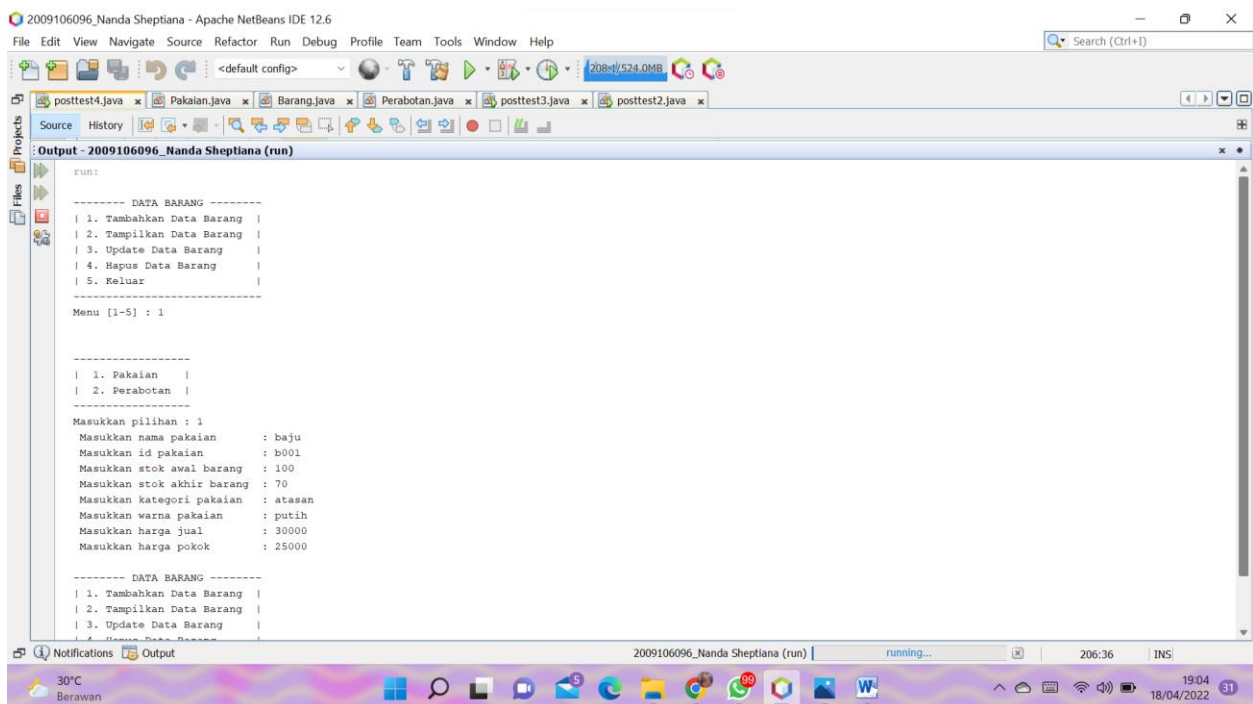 2009106096_Nanda Sheptiana - Apache NetBeans IDE 12.6
File Edit View Navigate Source Refactor Run Debug Profile Team Tools Window Help
Search (Ctrl+I)
<default config>
posttest4.java x Pakaian.java x Barang.java x Perabotan.java x posttest3.java x posttest2.java x
Source History
Projects
Files
Output - 2009106096_Nanda Sheptiana (run)
run:
-------- DATA BARANG --------
| 1. Tambahkan Data Barang |
| 2. Tampilkan Data Barang |
| 3. Update Data Barang |
| 4. Hapus Data Barang |
| 5. Keluar |
-----------------------------
Menu [1-5] : 1
------------------
| 1. Pakaian |
| 2. Perabotan |
------------------
Masukkan pilihan : 1
Masukkan nama pakaian : baju
Masukkan id pakaian : b001
Masukkan stok awal barang : 100
Masukkan stok akhir barang : 70
Masukkan kategori pakaian : atasan
Masukkan warna pakaian : putih
Masukkan harga jual : 30000
Masukkan harga pokok : 25000
-------- DATA BARANG --------
| 1. Tambahkan Data Barang |
| 2. Tampilkan Data Barang |
| 3. Update Data Barang |
| 4. Hapus Data Barang |
Notifications Output 2009106096_Nanda Sheptiana (run) running... 206:36 INS
30°C
Berawan
5
99
19:04
18/04/2022
31